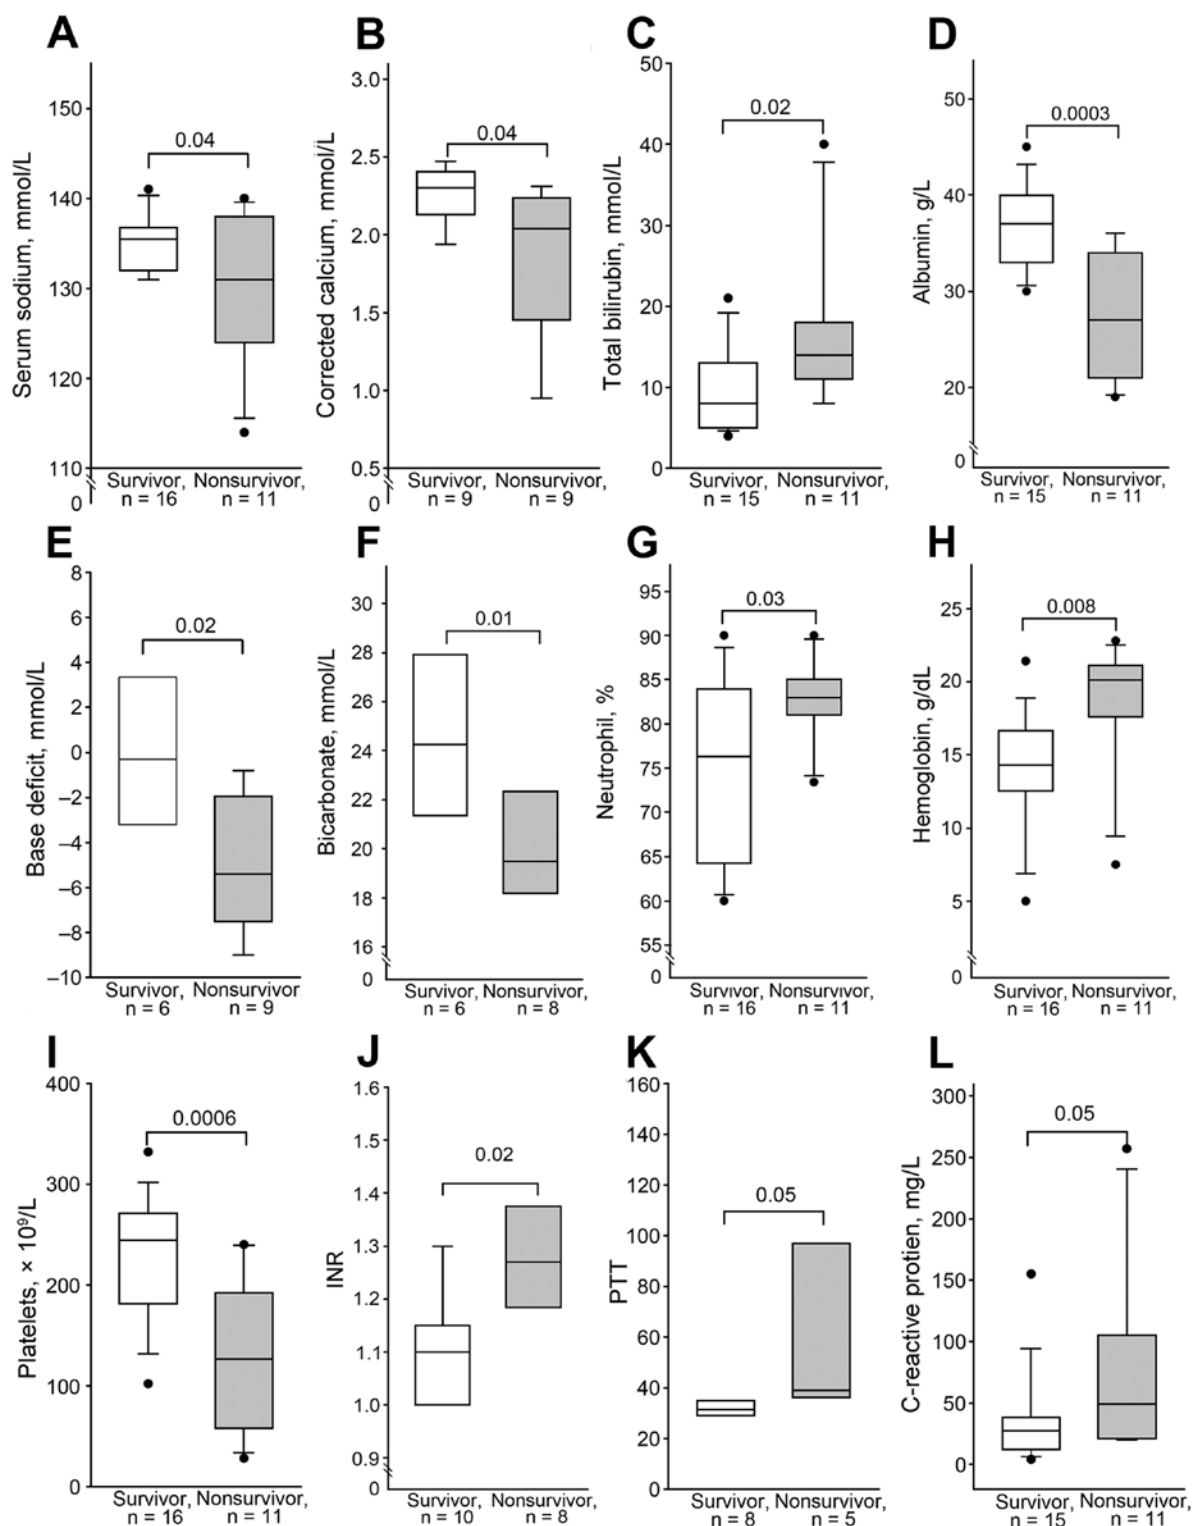 A
Serum sodium, mmol/L
150
140
130
120
110
0
0.04
Survivor, Nonsurvivor,
n = 16 n = 11
B
Corrected calcium, mmol/L
3.0
2.5
2.0
1.5
1.0
0.5
0
0.04
Survivor, Nonsurvivor,
n = 9 n = 9
C
Total bilirubin, mmol/L
50
40
30
20
10
0
0.02
Survivor, Nonsurvivor,
n = 15 n = 11
D
Albumin, g/L
50
40
30
20
0
0.0003
Survivor, Nonsurvivor,
n = 15 n = 11
E
Base deficit, mmol/L
8
6
4
2
0
–2
–4
–6
–8
–10
0.02
Survivor, Nonsurvivor
n = 6 n = 9
F
Bicarbonate, mmol/L
30
28
26
24
22
20
18
16
0
0.01
Survivor, Nonsurvivor,
n = 6 n = 8
G
Neutrophil, %
95
90
85
80
75
70
65
60
55
0
0.03
Survivor, Nonsurvivor,
n = 16 n = 11
H
Hemoglobin, g/dL
25
20
15
10
5
0
0.008
Survivor, Nonsurvivor,
n = 16 n = 11
I
Platelets, × 10⁹/L
400
300
200
100
0
0.0006
Survivor, Nonsurvivor,
n = 16 n = 11
J
INR
1.6
1.5
1.4
1.3
1.2
1.1
1.0
0.9
0
0.02
Survivor, Nonsurvivor,
n = 10 n = 8
K
PTT
160
140
120
100
80
60
40
20
0
0.05
Survivor, Nonsurvivor,
n = 8 n = 5
L
C-reactive protien, mg/L
300
250
200
150
100
50
0
0.05
Survivor, Nonsurvivor,
n = 15 n = 11